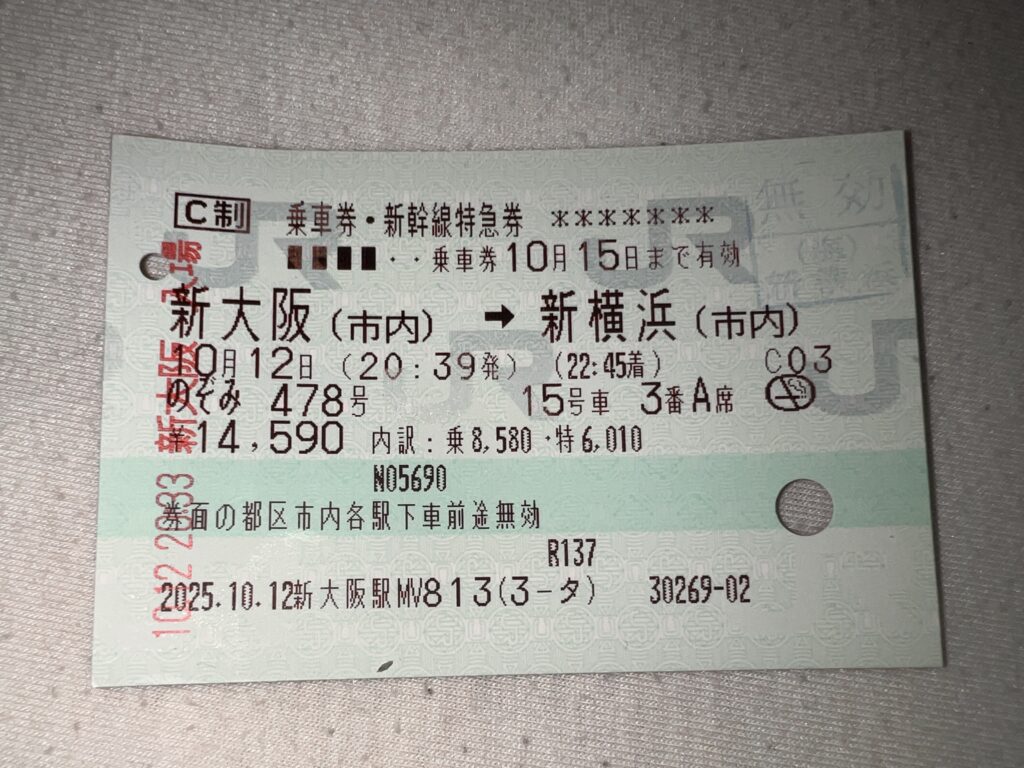 C制 乗車券・新幹線特急券 *******
■■■■・・乗車券10月15日まで有効
新大阪(市内) ➡ 新横浜(市内)
10月12日 (20:39発) (22:45着) C03
のぞみ 478号 15号車 3番A席
¥14,590 内訳:乗8,580・特6,010
N05690
券面の都区市内各駅下車前途無効
R137
2025.10.12新大阪駅MV813(3-タ) 30269-02
新大阪 入場
無効
JR
JR